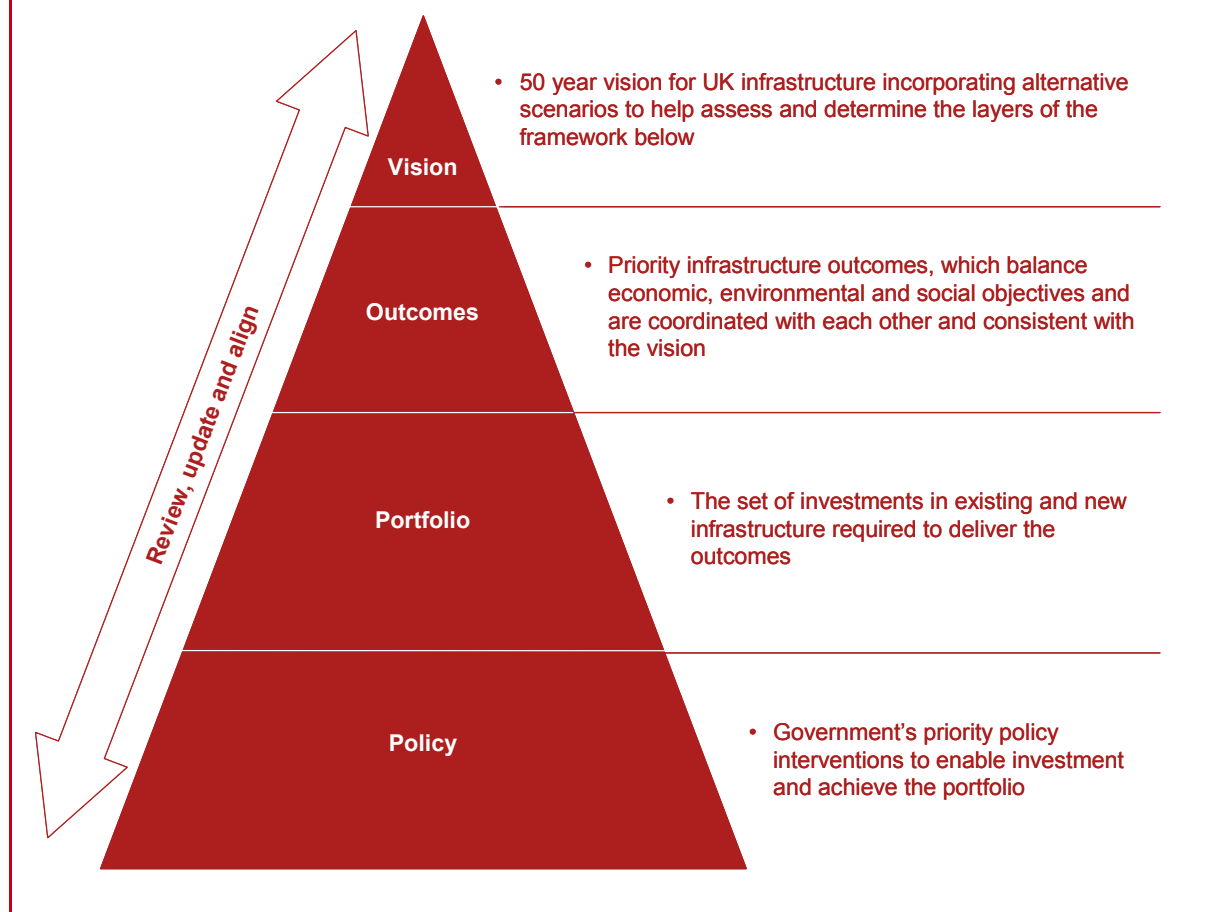 • 50 year vision for UK infrastructure incorporating alternative
scenarios to help assess and determine the layers of the
framework below
Vision
• Priority infrastructure outcomes, which balance
economic, environmental and social objectives and
are coordinated with each other and consistent with
the vision
Outcomes
Review, update and align
• The set of investments in existing and new
infrastructure required to deliver the
outcomes
Portfolio
• Government’s priority policy
interventions to enable investment
and achieve the portfolio
Policy